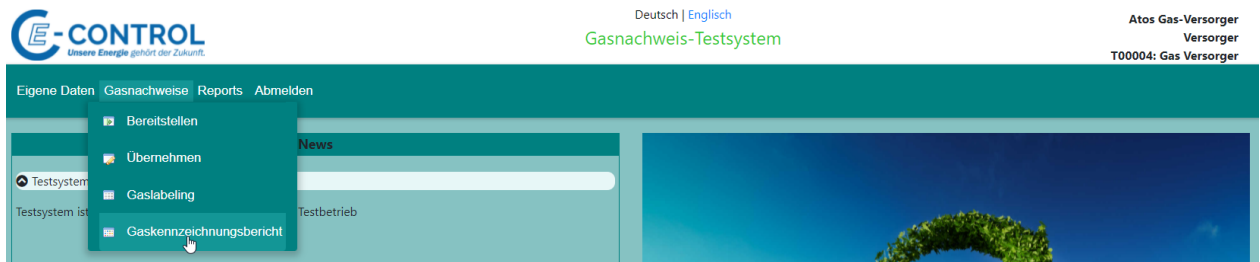 E-CONTROL
Unsere Energie gehört der Zukunft.
Deutsch | Englisch
Gasnachweis-Testsystem
Atos Gas-Versorger
Versorger
T00004: Gas Versorger
Eigene Daten Gasnachweise Reports Abmelden
Bereitstellen
Übernehmen
Gaslabeling
Gaskennzeichnungsbericht
News
Testsystem
Testsystem ist Testbetrieb